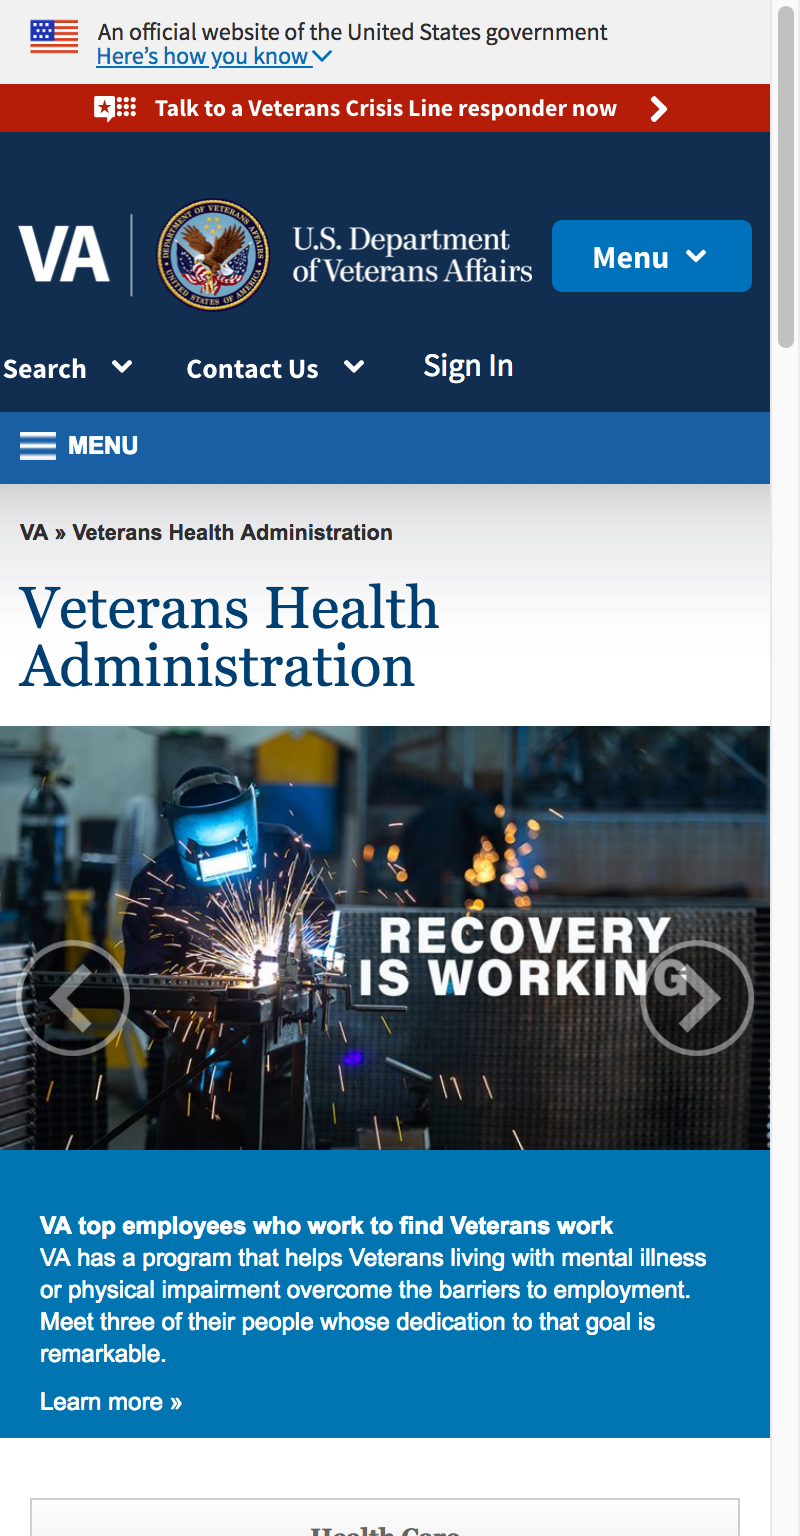 An official website of the United States government
Here's how you know
Talk to a Veterans Crisis Line responder now
VA
DEPARTMENT OF VETERANS AFFAIRS
UNITED STATES OF AMERICA
U.S. Department
of Veterans Affairs
Menu
Search
Contact Us
Sign In
MENU
VA » Veterans Health Administration
Veterans Health
Administration
RECOVERY
IS WORKING
VA top employees who work to find Veterans work
VA has a program that helps Veterans living with mental illness
or physical impairment overcome the barriers to employment.
Meet three of their people whose dedication to that goal is
remarkable.
Learn more »
Health Care